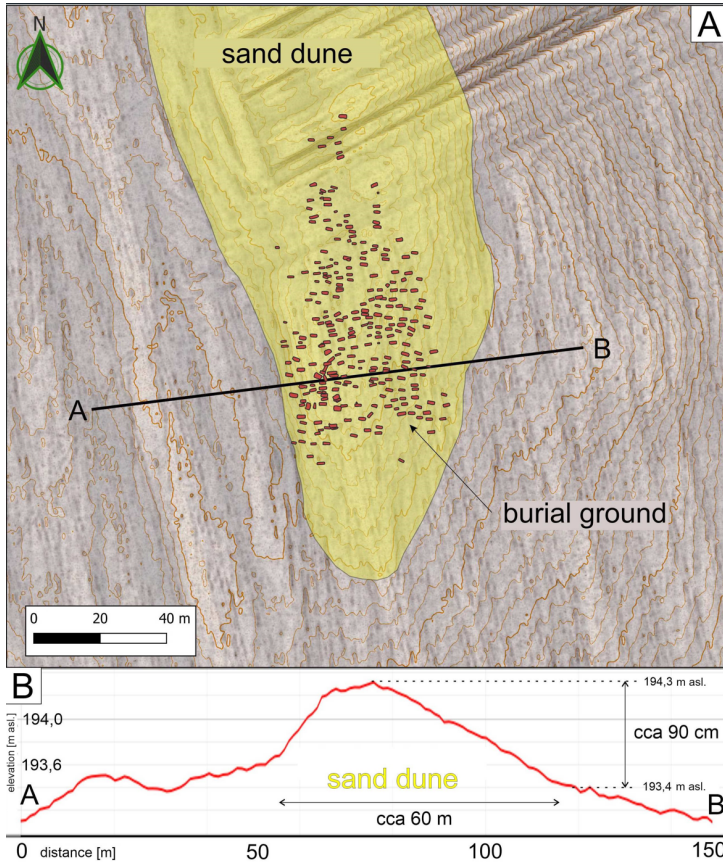 N
A
sand dune
B
A
burial ground
0 20 40 m
B
194,3 m asl.
elevation [m asl.]
194,0
cca 90 cm
193,6
sand dune
193,4 m asl.
A
B
cca 60 m
0 50 100 150
distance [m]